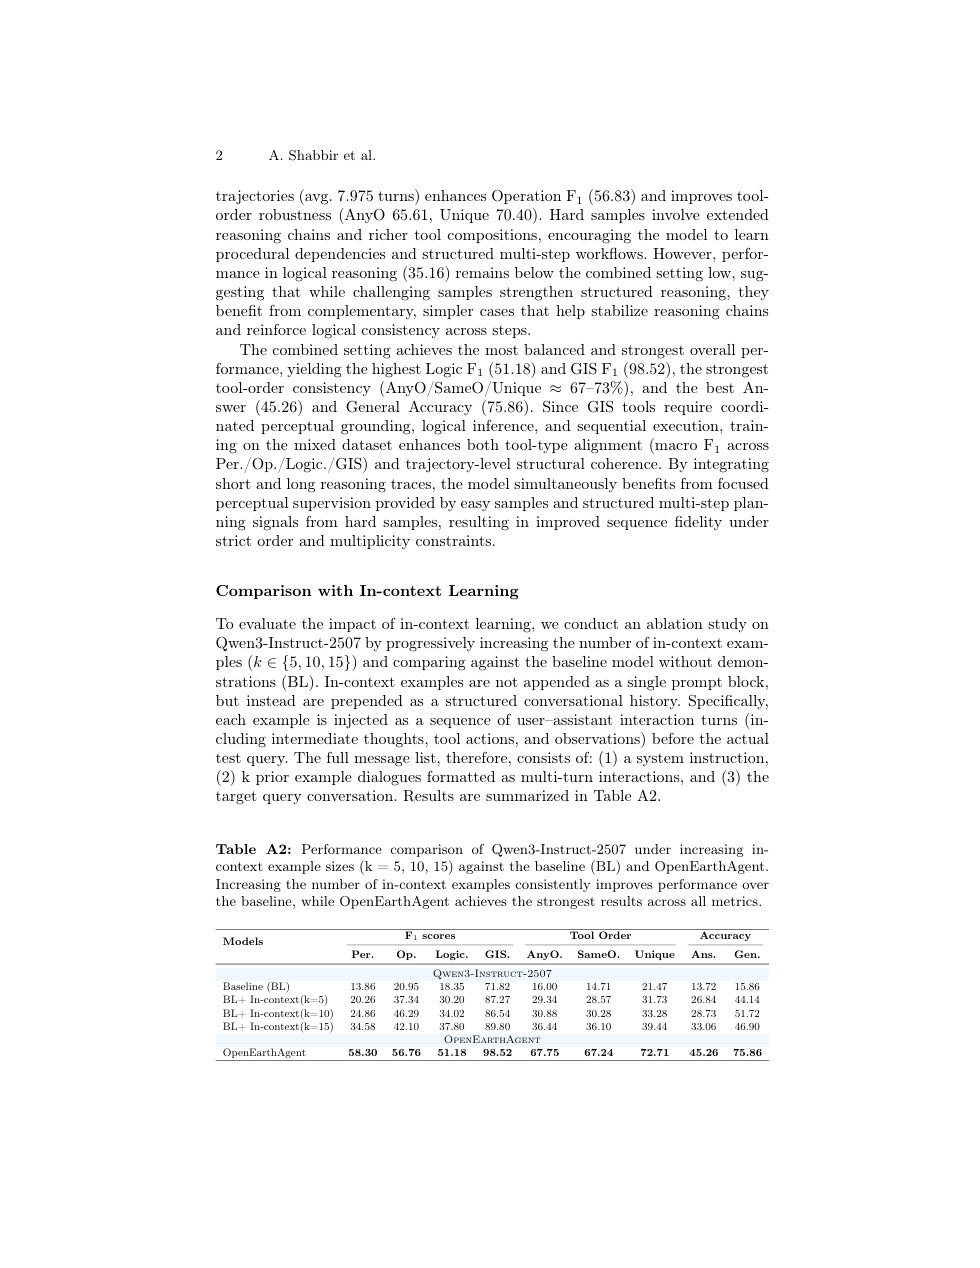 2 A. Shabbir et al.
trajectories (avg. 7.975 turns) enhances Operation F₁ (56.83) and improves tool-
order robustness (AnyO 65.61, Unique 70.40). Hard samples involve extended
reasoning chains and richer tool compositions, encouraging the model to learn
procedural dependencies and structured multi-step workflows. However, perfor-
mance in logical reasoning (35.16) remains below the combined setting low, sug-
gesting that while challenging samples strengthen structured reasoning, they
benefit from complementary, simpler cases that help stabilize reasoning chains
and reinforce logical consistency across steps.
The combined setting achieves the most balanced and strongest overall per-
formance, yielding the highest Logic F₁ (51.18) and GIS F₁ (98.52), the strongest
tool-order consistency (AnyO/SameO/Unique ≈ 67–73%), and the best An-
swer (45.26) and General Accuracy (75.86). Since GIS tools require coordi-
nated perceptual grounding, logical inference, and sequential execution, train-
ing on the mixed dataset enhances both tool-type alignment (macro F₁ across
Per./Op./Logic./GIS) and trajectory-level structural coherence. By integrating
short and long reasoning traces, the model simultaneously benefits from focused
perceptual supervision provided by easy samples and structured multi-step plan-
ning signals from hard samples, resulting in improved sequence fidelity under
strict order and multiplicity constraints.
Comparison with In-context Learning
To evaluate the impact of in-context learning, we conduct an ablation study on
Qwen3-Instruct-2507 by progressively increasing the number of in-context exam-
ples (k ∈ {5, 10, 15}) and comparing against the baseline model without demon-
strations (BL). In-context examples are not appended as a single prompt block,
but instead are prepended as a structured conversational history. Specifically,
each example is injected as a sequence of user–assistant interaction turns (in-
cluding intermediate thoughts, tool actions, and observations) before the actual
test query. The full message list, therefore, consists of: (1) a system instruction,
(2) k prior example dialogues formatted as multi-turn interactions, and (3) the
target query conversation. Results are summarized in Table A2.
Table A2: Performance comparison of Qwen3-Instruct-2507 under increasing in-
context example sizes (k = 5, 10, 15) against the baseline (BL) and OpenEarthAgent.
Increasing the number of in-context examples consistently improves performance over
the baseline, while OpenEarthAgent achieves the strongest results across all metrics.
Models F₁ scores Tool Order Accuracy
Per. Op. Logic. GIS. AnyO. SameO. Unique Ans. Gen.
Qwen3-Instruct-2507
Baseline (BL) 13.86 20.95 18.35 71.82 16.00 14.71 21.47 13.72 15.86
BL+ In-context(k=5) 20.26 37.34 30.20 87.27 29.34 28.57 31.73 26.84 44.14
BL+ In-context(k=10) 24.86 46.29 34.02 86.54 30.88 30.28 33.28 28.73 51.72
BL+ In-context(k=15) 34.58 42.10 37.80 89.80 36.44 36.10 39.44 33.06 46.90
OpenEarthAgent
OpenEarthAgent 58.30 56.76 51.18 98.52 67.75 67.24 72.71 45.26 75.86